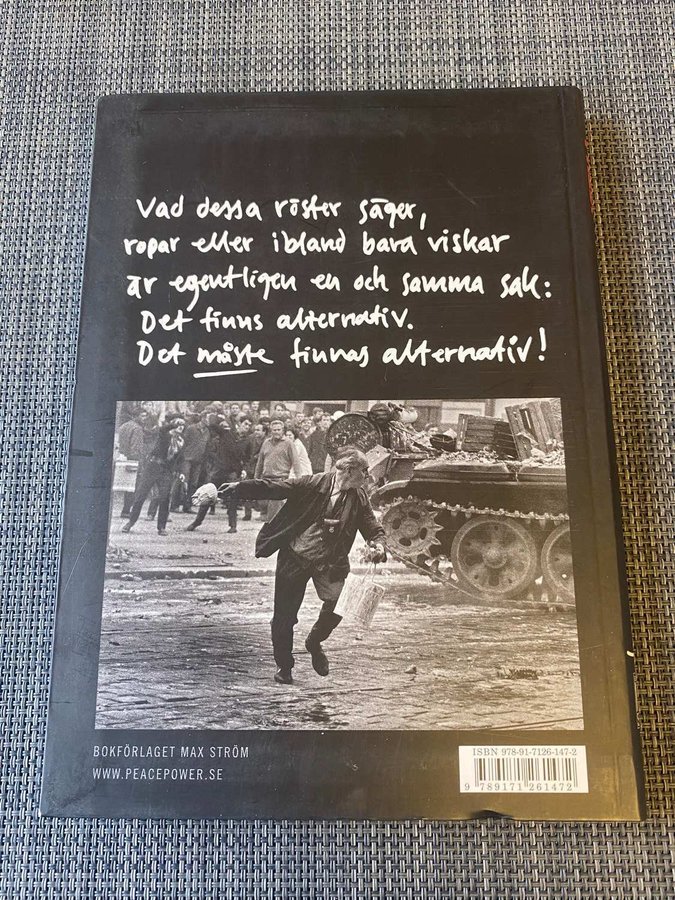 Vad dessa röster säger,
ropar eller ibland bara viskar
är egentligen en och samma sak:
Det finns alternativ.
Det måste finnas alternativ!
BOKFÖRLAGET MAX STRÖM
WWW.PEACEPOWER.SE
ISBN 978-91-7126-147-2
9 789171 261472